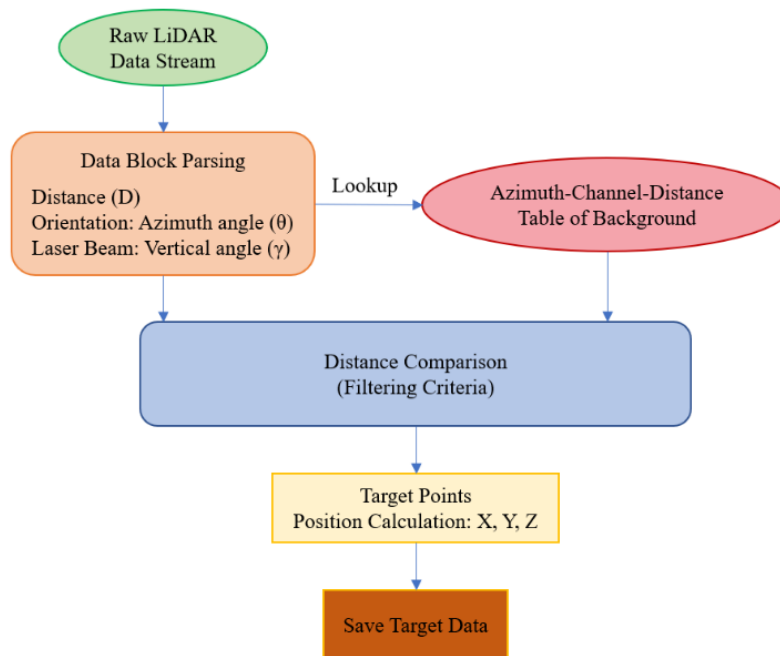 Raw LiDAR
Data Stream
Data Block Parsing
Distance (D)
Orientation: Azimuth angle (θ)
Laser Beam: Vertical angle (γ)
Lookup
Azimuth-Channel-Distance
Table of Background
Distance Comparison
(Filtering Criteria)
Target Points
Position Calculation: X, Y, Z
Save Target Data